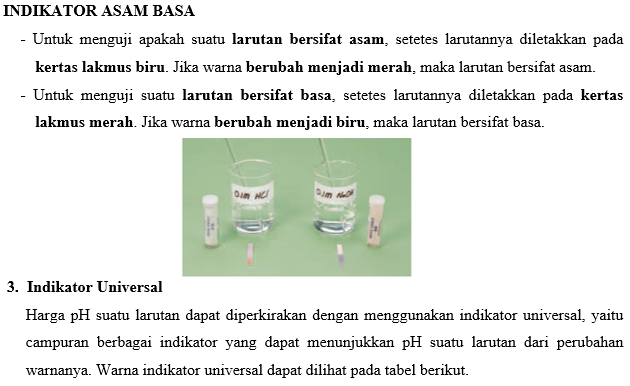 INDIKATOR ASAM BASA
- Untuk menguji apakah suatu larutan bersifat asam, setetes larutannya diletakkan pada
kertas lakmus biru. Jika warna berubah menjadi merah, maka larutan bersifat asam.
- Untuk menguji suatu larutan bersifat basa, setetes larutannya diletakkan pada kertas
lakmus merah. Jika warna berubah menjadi biru, maka larutan bersifat basa.
0.1M HCl
0.1M NaOH
3. Indikator Universal
Harga pH suatu larutan dapat diperkirakan dengan menggunakan indikator universal, yaitu
campuran berbagai indikator yang dapat menunjukkan pH suatu larutan dari perubahan
warnanya. Warna indikator universal dapat dilihat pada tabel berikut.